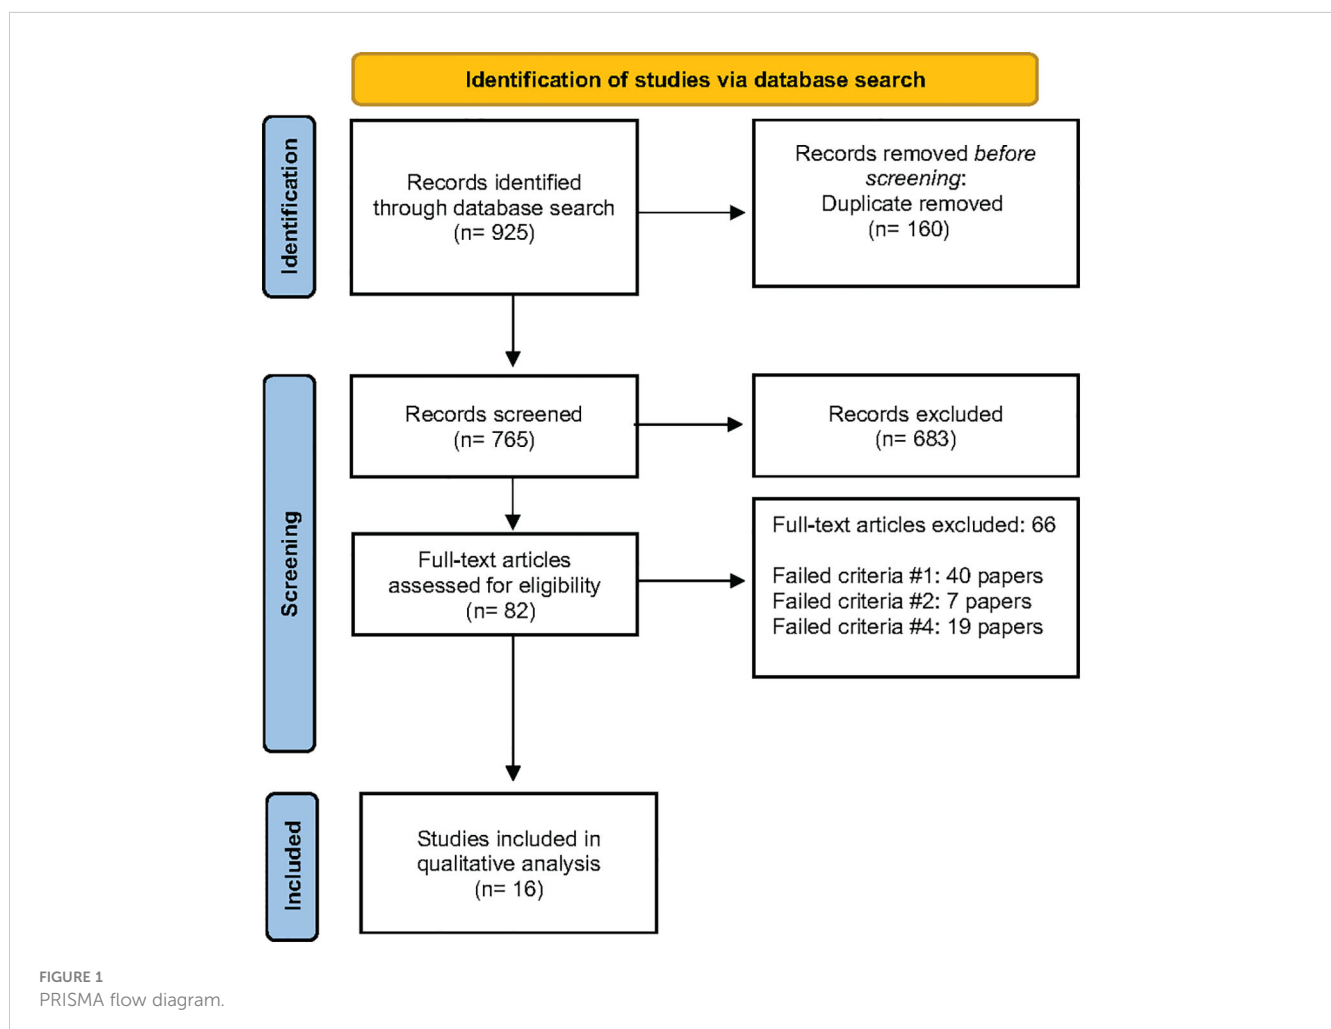 Identification of studies via database search
Identification
Records identified
through database search
(n= 925)
Records removed before
screening:
Duplicate removed
(n= 160)
Screening
Records screened
(n= 765)
Records excluded
(n= 683)
Full-text articles
assessed for eligibility
(n= 82)
Full-text articles excluded: 66
Failed criteria #1: 40 papers
Failed criteria #2: 7 papers
Failed criteria #4: 19 papers
Included
Studies included in
qualitative analysis
(n= 16)
FIGURE 1
PRISMA flow diagram.